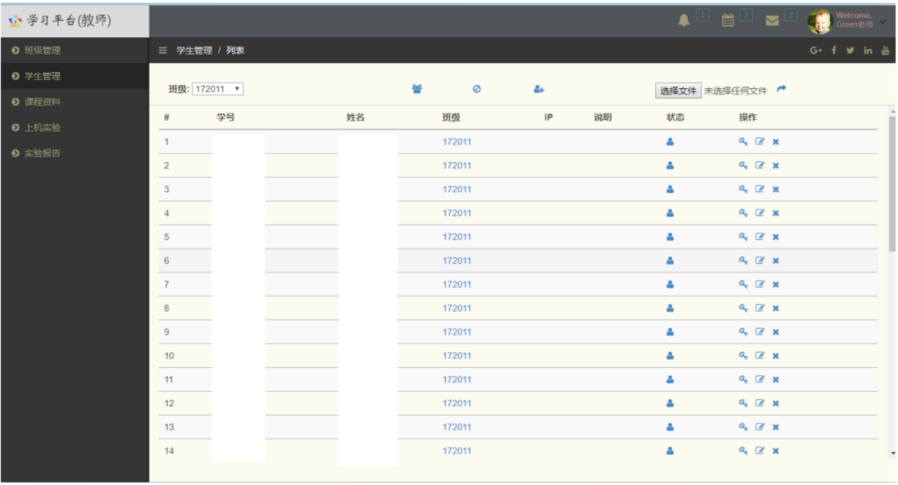 学习平台(教师)
7 7 7 Welcome,
Green老师
班级管理
学生管理
课程资料
上机实验
实验报告
学生管理 / 列表
班级: 172011 选择文件 未选择任何文件
# 学号 姓名 班级 IP 说明 状态 操作
1 172011
2 172011
3 172011
4 172011
5 172011
6 172011
7 172011
8 172011
9 172011
10 172011
11 172011
12 172011
13 172011
14 172011